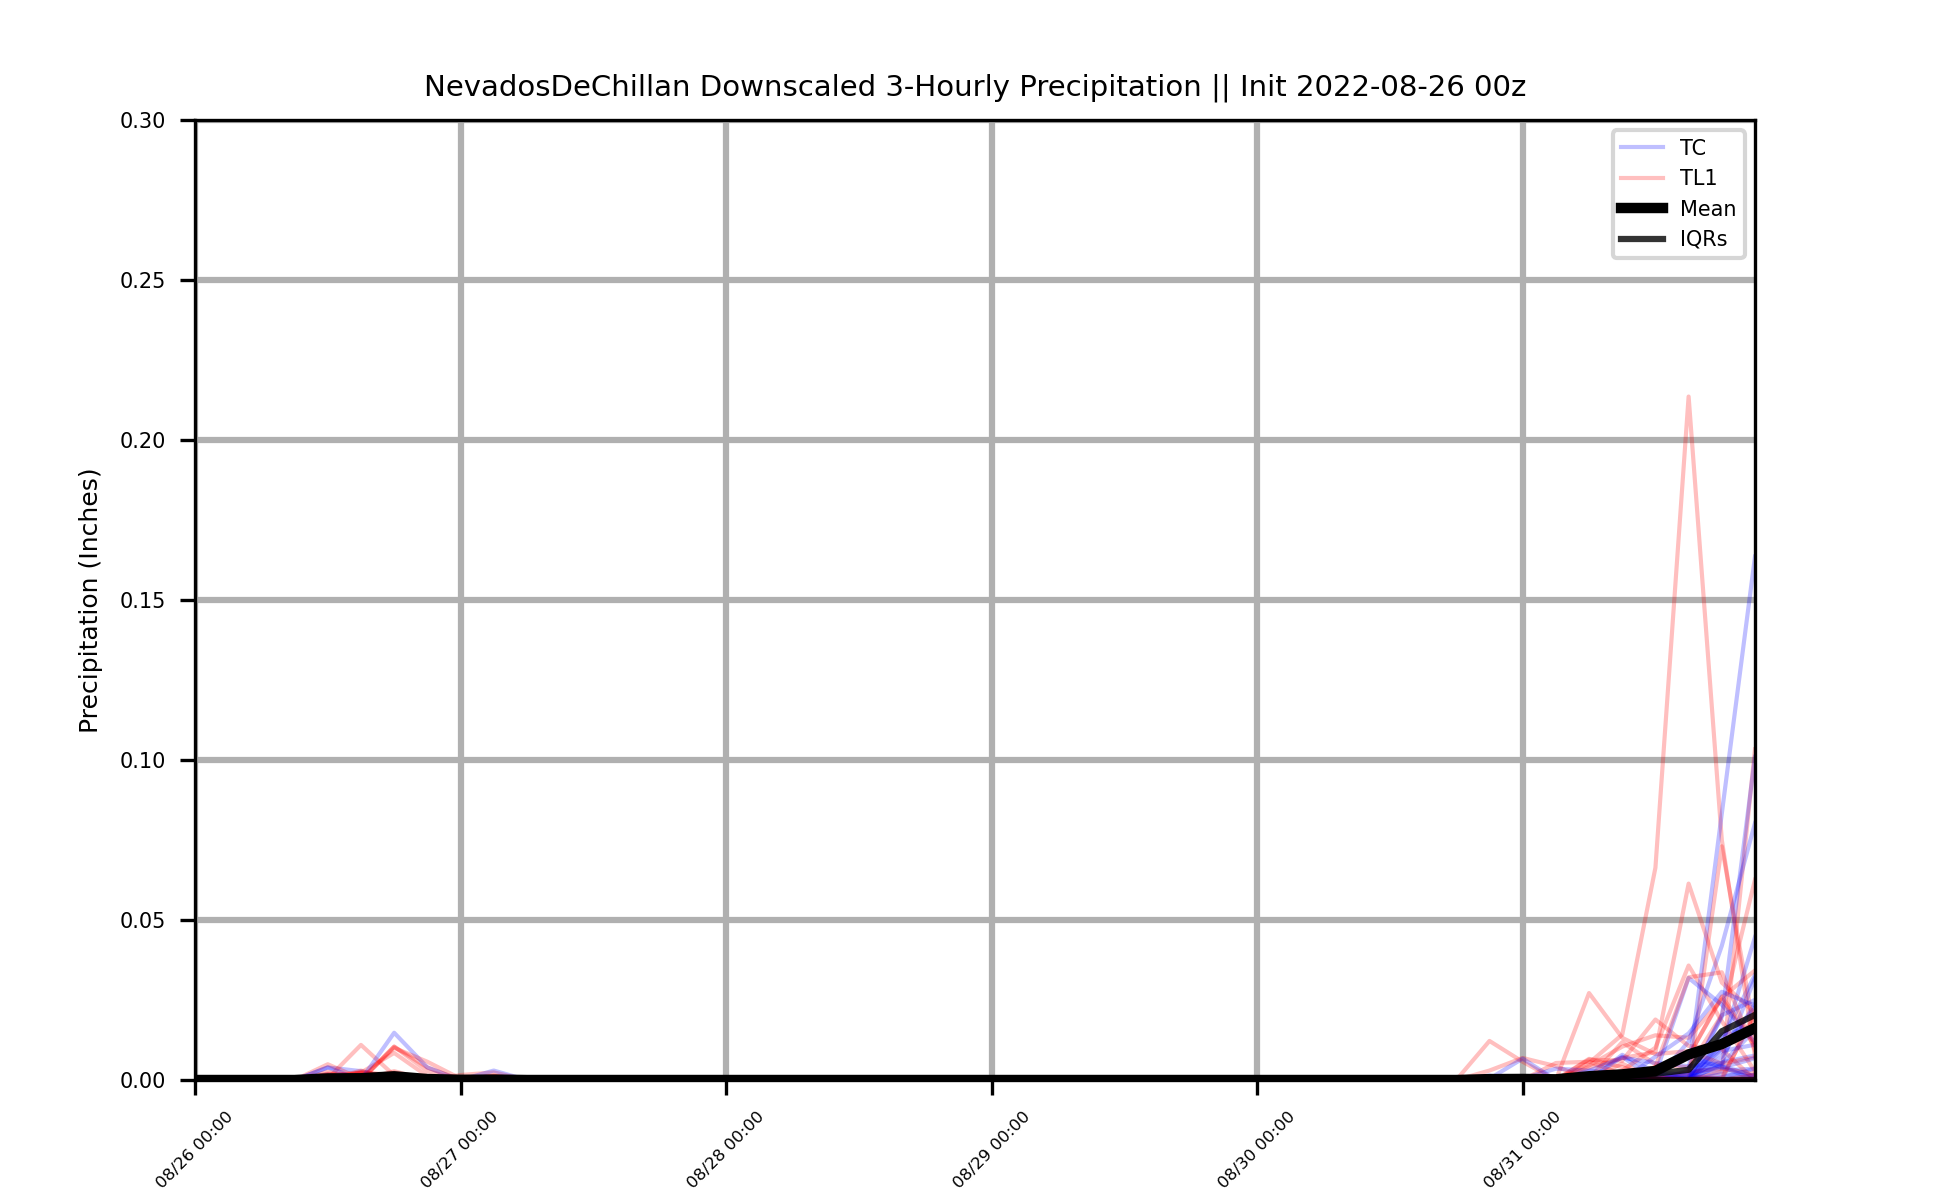 NevadosDeChillan Downscaled 3-Hourly Precipitation || Init 2022-08-26 00z
TC
TL1
Mean
IQRs
Precipitation (Inches)
0.30
0.25
0.20
0.15
0.10
0.05
0.00
08/26 00:00
08/27 00:00
08/28 00:00
08/29 00:00
08/30 00:00
08/31 00:00